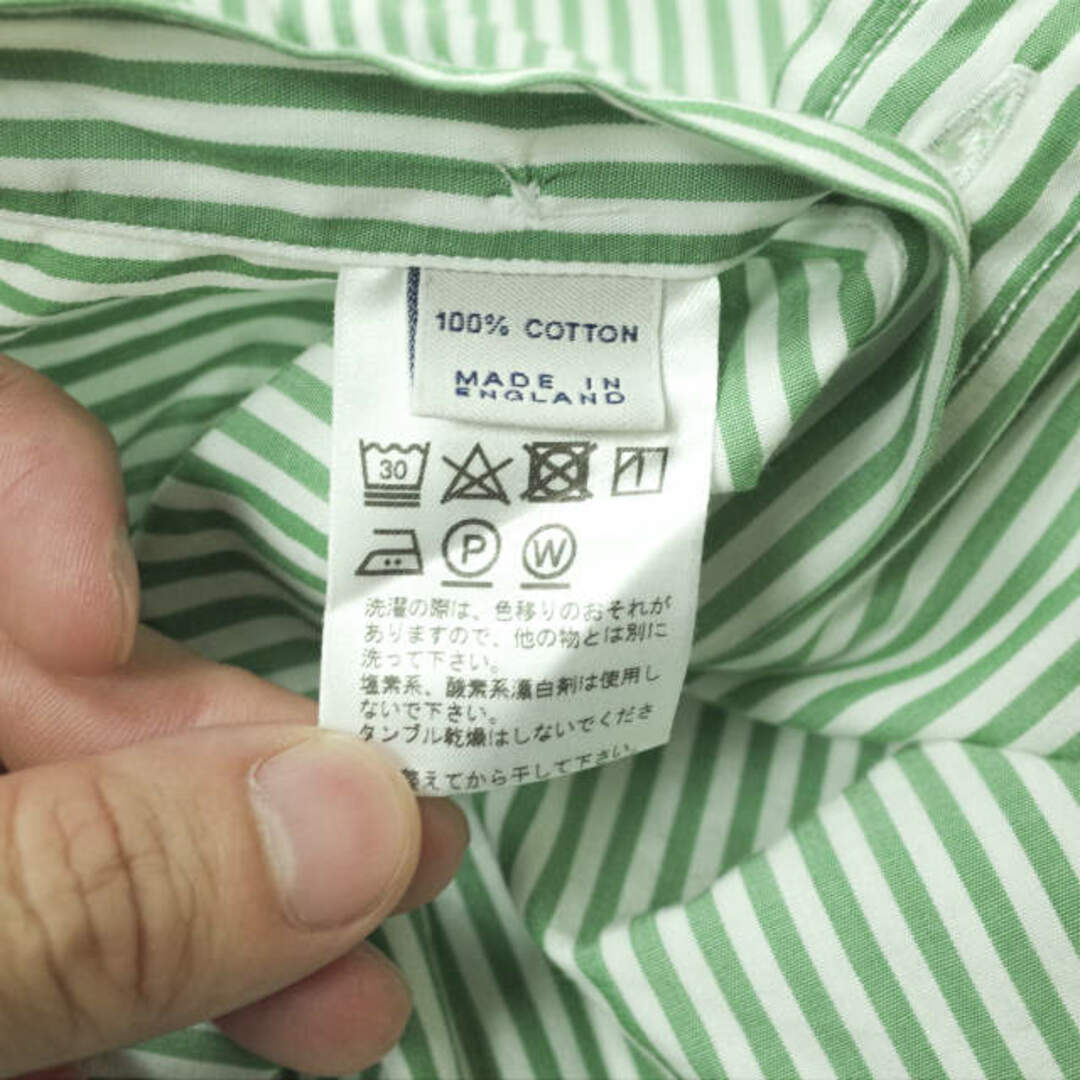 100% COTTON
MADE IN
ENGLAND
30
P
W
洗濯の際は、色移りのおそれが
ありますので、他の物とは別に
洗って下さい。
塩素系、酸素系漂白剤は使用し
ないで下さい。
タンブル乾燥はしないでくださ
整えてから干して下さい。